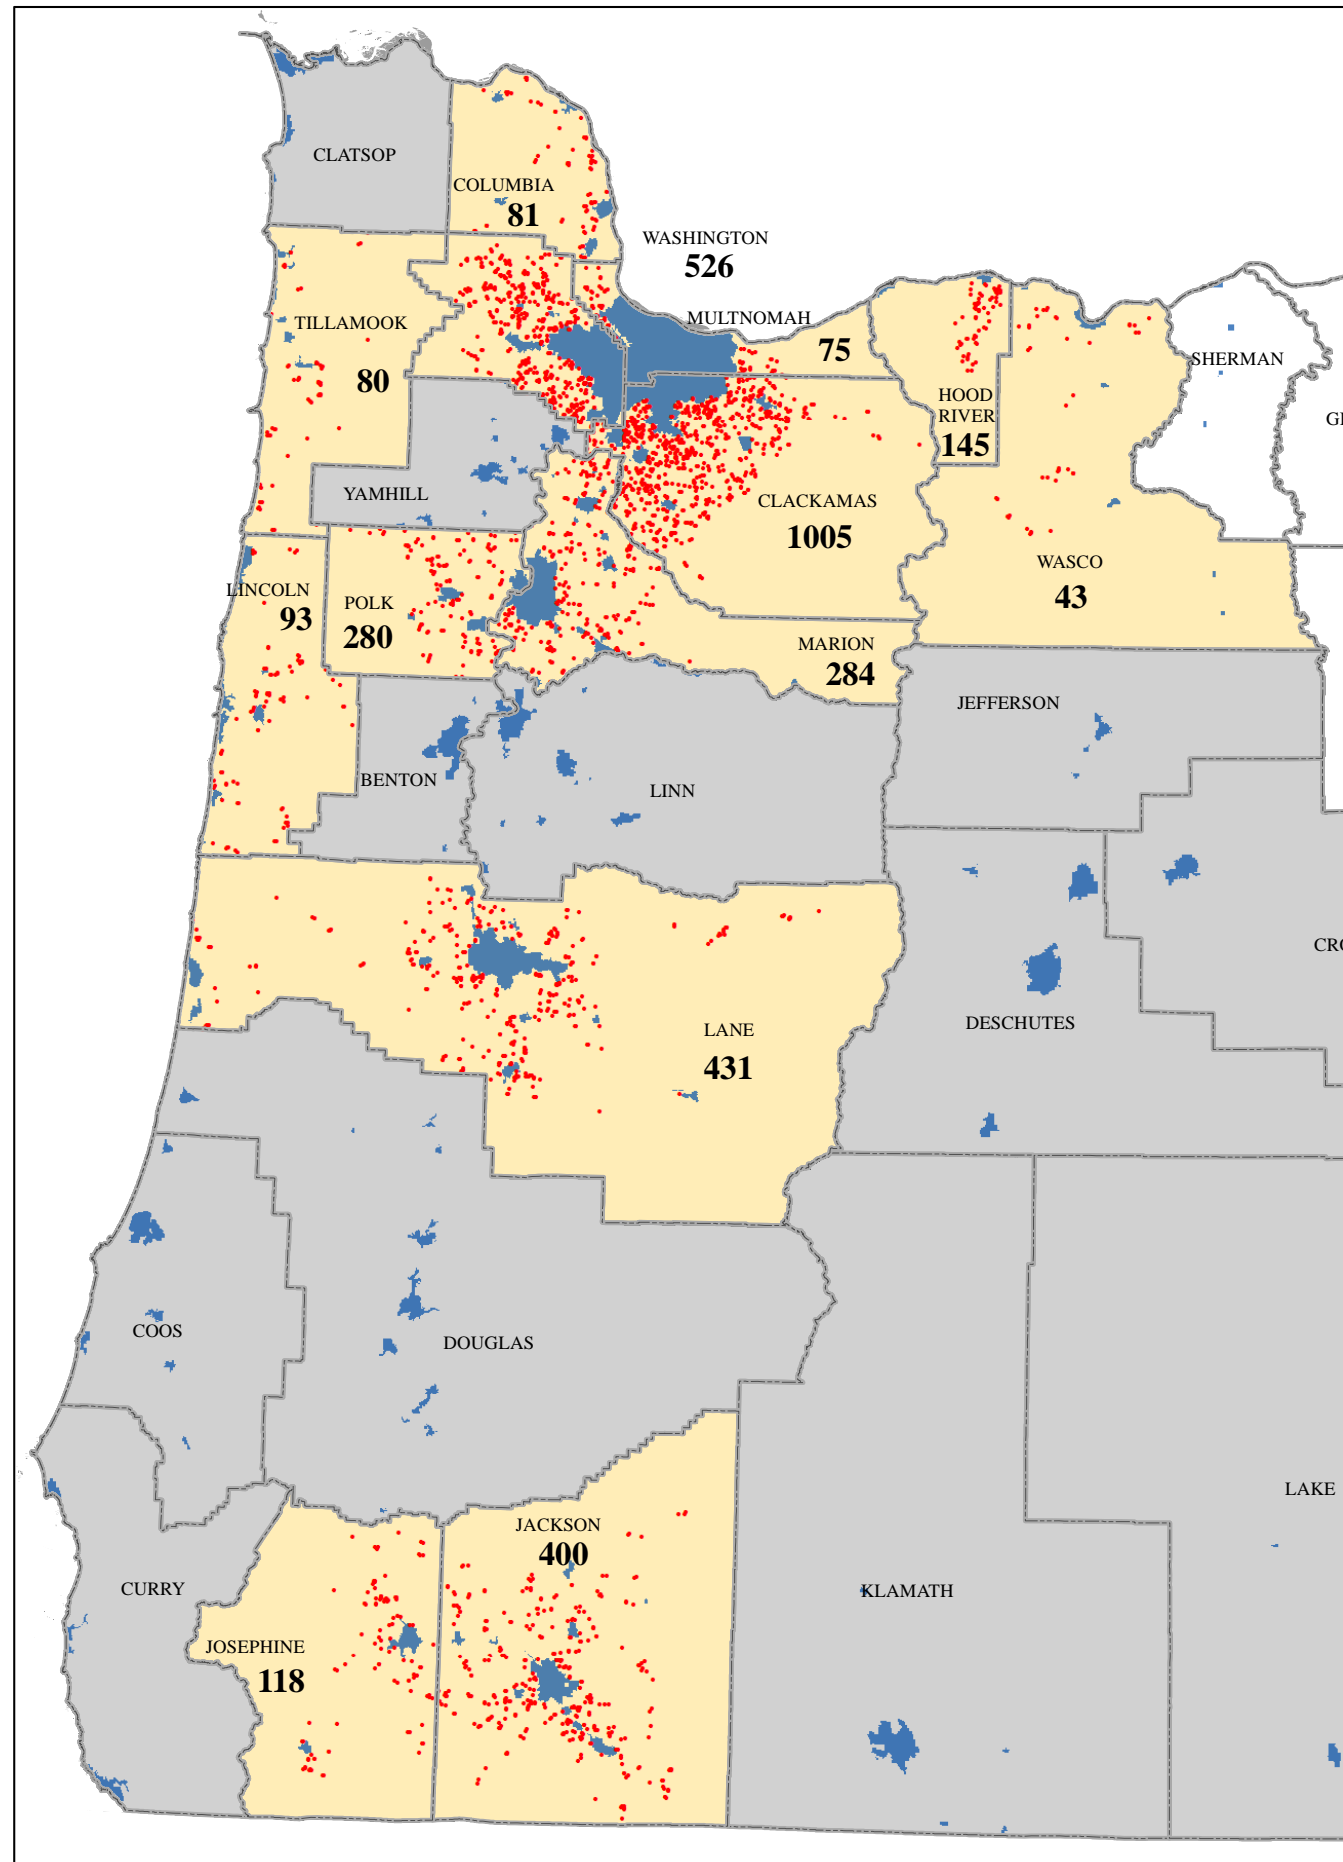 CLATSOP
COLUMBIA
81
WASHINGTON
526
MULTNOMAH
75
TILLAMOOK
80
SHERMAN
HOOD
RIVER
145
GI
YAMHILL
CLACKAMAS
1005
WASCO
43
LINCOLN
93
POLK
280
MARION
284
JEFFERSON
BENTON
LINN
CRO
DESCHUTES
LANE
431
COOS
DOUGLAS
LAKE
JACKSON
400
CURRY
KLAMATH
JOSEPHINE
118